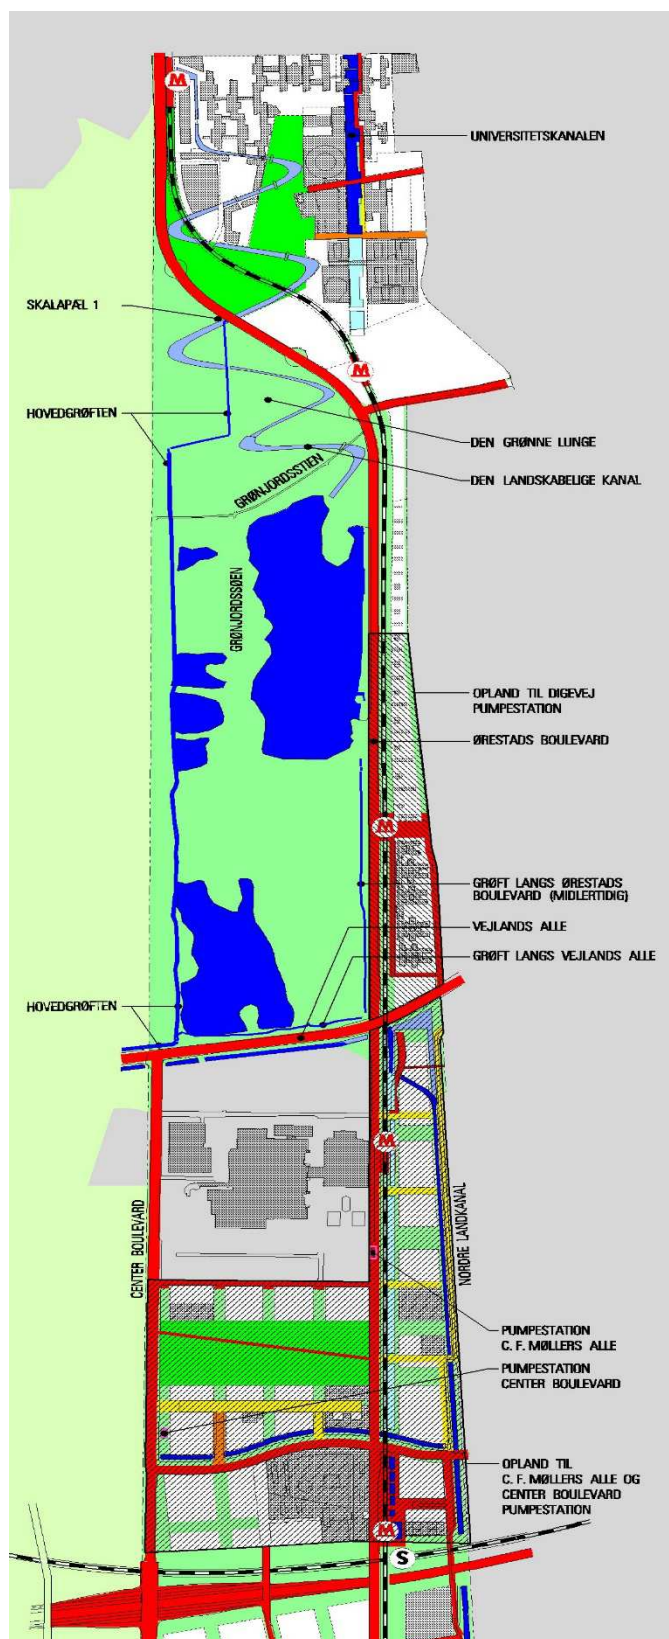 M
UNIVERSITETSKANALEN
SKALAPÆL 1
M
HOVEDGRØFTEN
DEN GRØNNE LUNGE
DEN LANDSKABELIGE KANAL
GRØNJORDSSTIEN
GRØNJORDSSØEN
OPLAND TIL DIGEVEJ
PUMPESTATION
ØRESTADS BOULEVARD
M
GRØFT LANGS ØRESTADS
BOULEVARD (MIDLERTIDIG)
VEJLANDS ALLE
GRØFT LANGS VEJLANDS ALLE
HOVEDGRØFTEN
M
CENTER BOULEVARD
NORDRE LANDKANAL
PUMPESTATION
C. F. MØLLERS ALLE
PUMPESTATION
CENTER BOULEVARD
OPLAND TIL
C. F. MØLLERS ALLE OG
CENTER BOULEVARD
PUMPESTATION
M
S